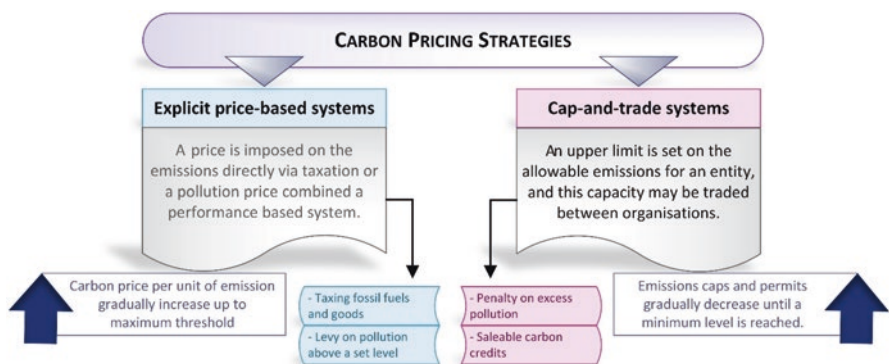 CARBON PRICING STRATEGIES
Explicit price-based systems
A price is imposed on the
emissions directly via taxation or
a pollution price combined a
performance based system.
Cap-and-trade systems
An upper limit is set on the
allowable emissions for an entity,
and this capacity may be traded
between organisations.
Carbon price per unit of emission
gradually increase up to
maximum threshold
- Taxing fossil fuels
and goods
- Levy on pollution
above a set level
- Penalty on excess
pollution
- Saleable carbon
credits
Emissions caps and permits
gradually decrease until a
minimum level is reached.